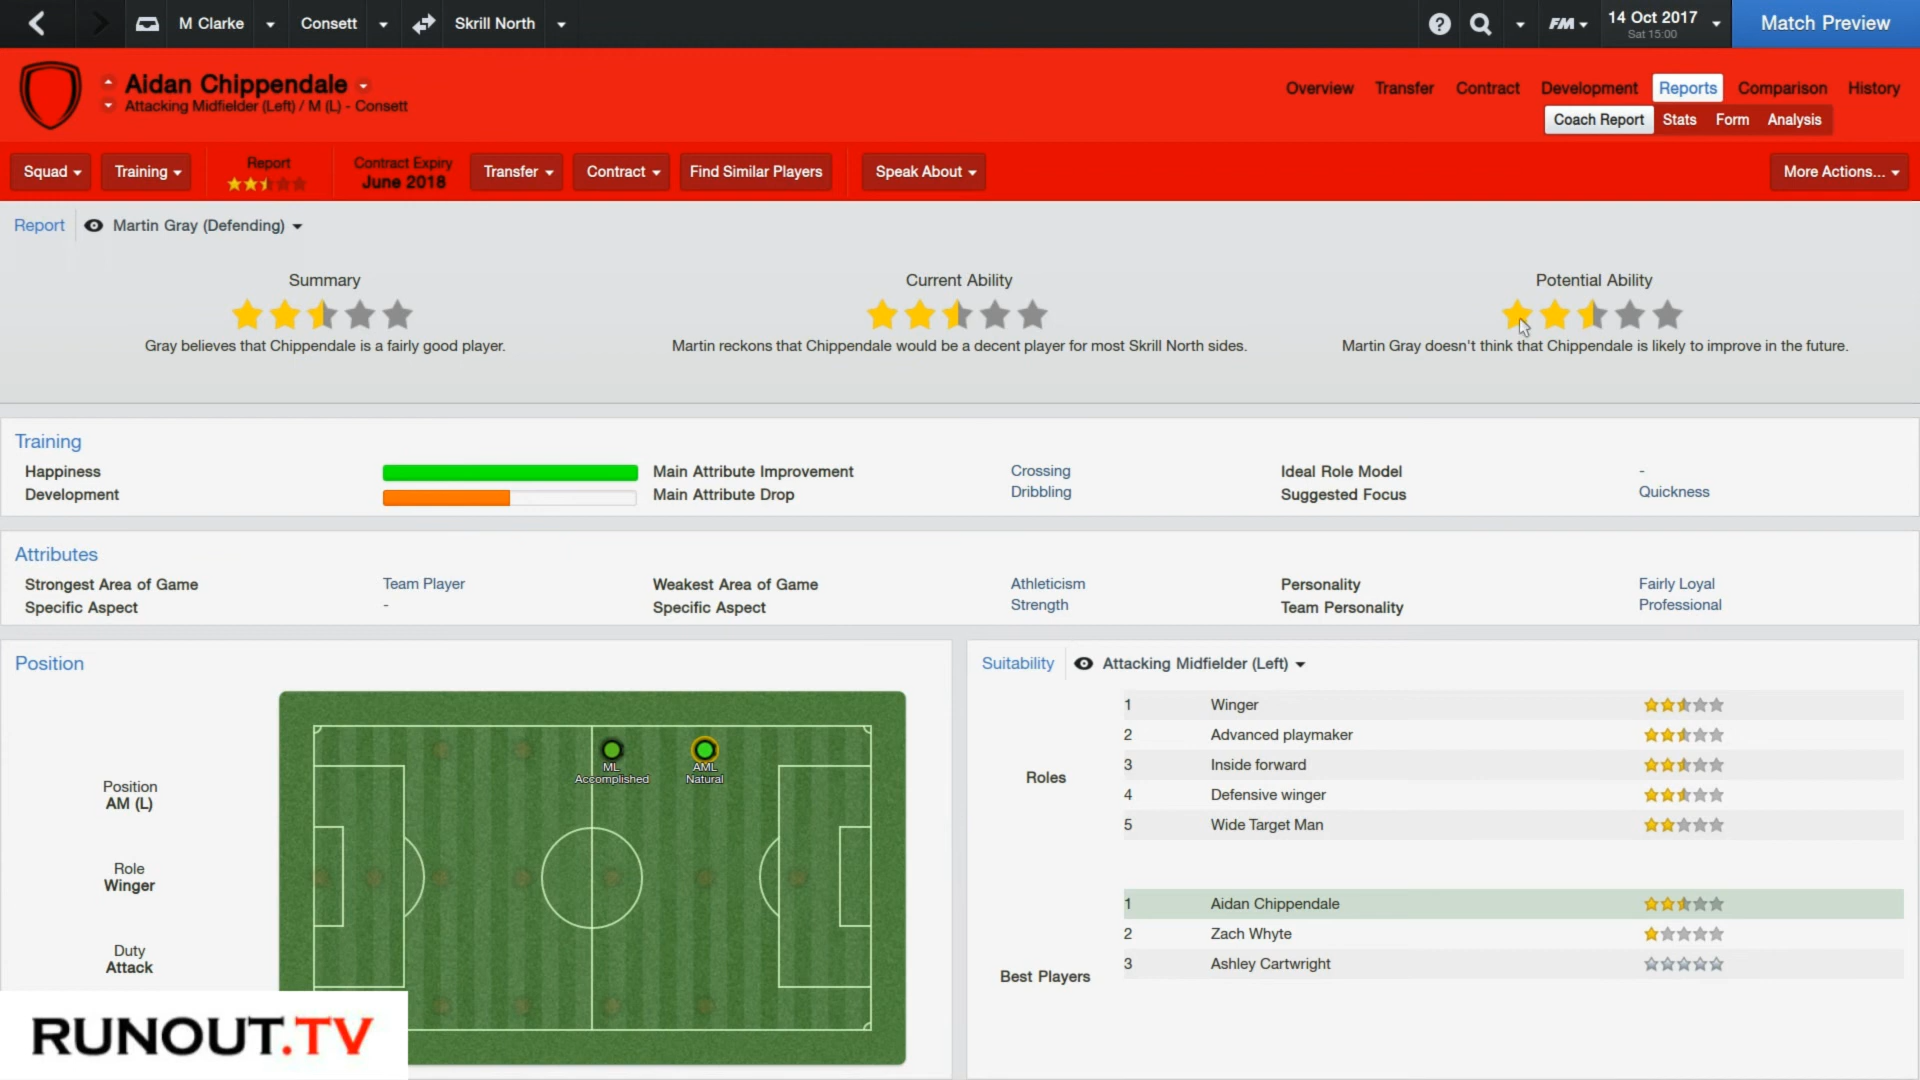 M Clarke
Consett
Skrill North
?
FM
14 Oct 2017
Sat 15:00
Match Preview
Aidan Chippendale
Attacking Midfielder (Left) / M (L) - Consett
Overview Transfer Contract Development Reports Comparison History
Coach Report Stats Form Analysis
Squad
Training
Report
Contract Expiry
June 2018
Transfer
Contract
Find Similar Players
Speak About
More Actions...
Report Martin Gray (Defending)
Summary
Gray believes that Chippendale is a fairly good player.
Current Ability
Martin reckons that Chippendale would be a decent player for most Skrill North sides.
Potential Ability
Martin Gray doesn't think that Chippendale is likely to improve in the future.
Training
Happiness
Main Attribute Improvement Crossing
Ideal Role Model -
Development
Main Attribute Drop Dribbling
Suggested Focus Quickness
Attributes
Strongest Area of Game Team Player
Weakest Area of Game Athleticism
Personality Fairly Loyal
Specific Aspect -
Specific Aspect Strength
Team Personality Professional
Position
Position
AM (L)
Role
Winger
Duty
Attack
ML
Accomplished
AML
Natural
Suitability Attacking Midfielder (Left)
Roles
1 Winger
2 Advanced playmaker
3 Inside forward
4 Defensive winger
5 Wide Target Man
Best Players
1 Aidan Chippendale
2 Zach Whyte
3 Ashley Cartwright
RUNOUT.TV